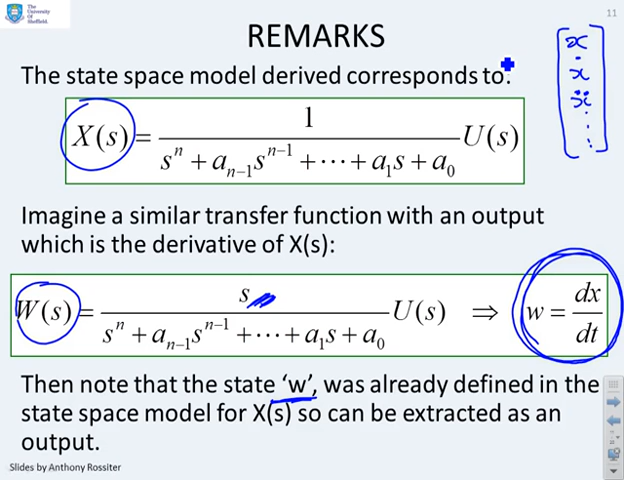 The
University
Of
Sheffield.
11
REMARKS
The state space model derived corresponds to:
X(s) = 1 / (s^n + a_{n-1}s^{n-1} + ⋯ + a_1s + a_0) U(s)
x
ẋ
ẍ
⋮
Imagine a similar transfer function with an output
which is the derivative of X(s):
W(s) = s / (s^n + a_{n-1}s^{n-1} + ⋯ + a_1s + a_0) U(s) ⇒ w = dx/dt
Then note that the state ‘w’, was already defined in the
state space model for X(s) so can be extracted as an
output.
Slides by Anthony Rossiter